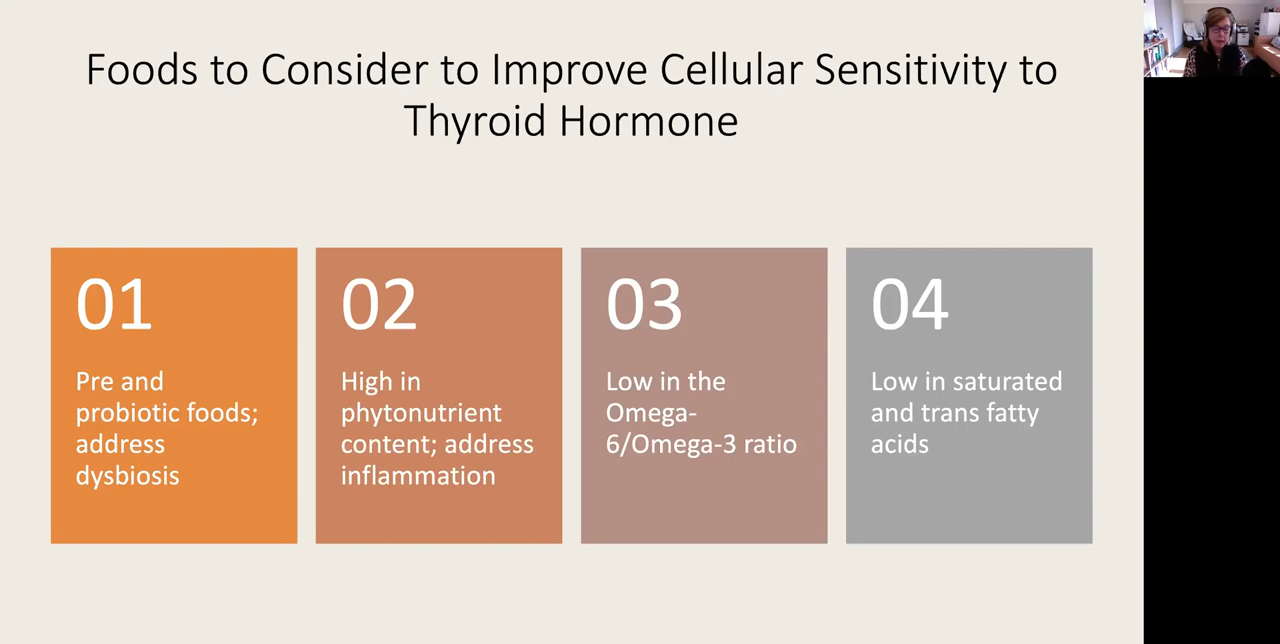 Foods to Consider to Improve Cellular Sensitivity to
Thyroid Hormone
01
Pre and
probiotic foods;
address
dysbiosis
02
High in
phytonutrient
content; address
inflammation
03
Low in the
Omega-
6/Omega-3 ratio
04
Low in saturated
and trans fatty
acids